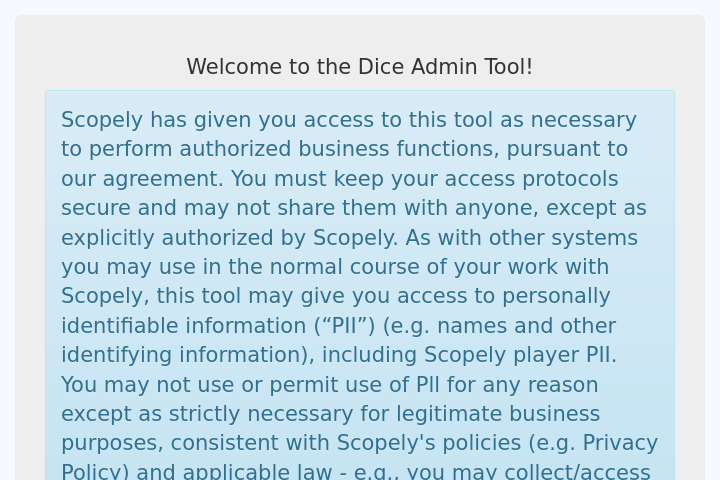 Welcome to the Dice Admin Tool!
Scopely has given you access to this tool as necessary
to perform authorized business functions, pursuant to
our agreement. You must keep your access protocols
secure and may not share them with anyone, except as
explicitly authorized by Scopely. As with other systems
you may use in the normal course of your work with
Scopely, this tool may give you access to personally
identifiable information (“PII”) (e.g. names and other
identifying information), including Scopely player PII.
You may not use or permit use of PII for any reason
except as strictly necessary for legitimate business
purposes, consistent with Scopely's policies (e.g. Privacy
Policy) and applicable law - e.g., you may collect/access